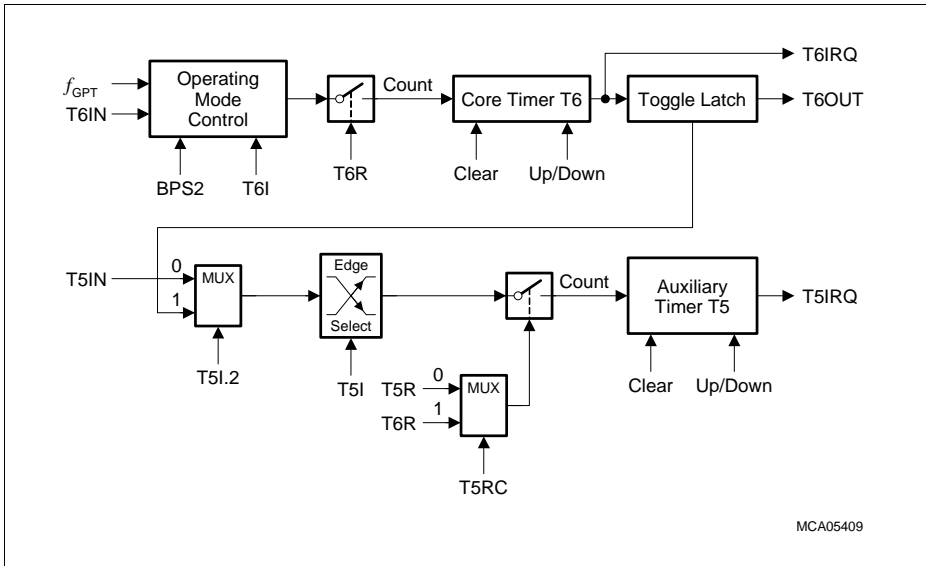 fGPT
T6IN
Operating
Mode
Control
BPS2
T6I
T6R
Count
Core Timer T6
Clear
Up/Down
Toggle Latch
T6IRQ
T6OUT
T5IN
0
1
MUX
T5I.2
Edge
Select
T5I
T5R
T6R
0
1
MUX
T5RC
Count
Auxiliary
Timer T5
Clear
Up/Down
T5IRQ
MCA05409